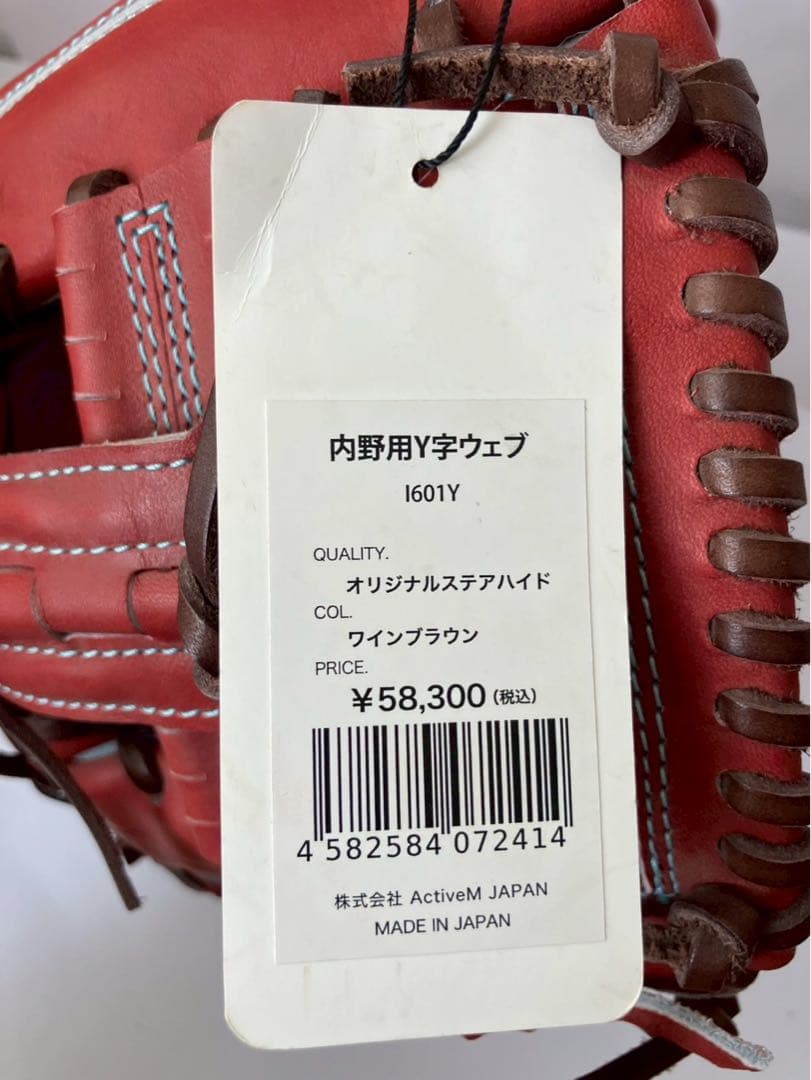 内野用Y字ウェブ
I601Y
QUALITY.
オリジナルステアハイド
COL.
ワインブラウン
PRICE.
¥58,300(税込)
4 582584 072414
株式会社 ActiveM JAPAN
MADE IN JAPAN